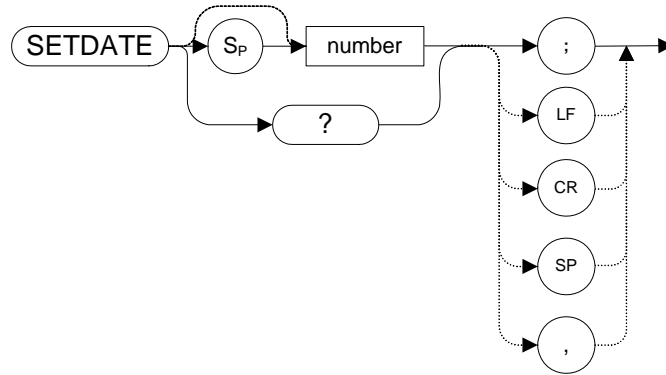 SETDATE
SP
number
;
?
LF
CR
SP
,